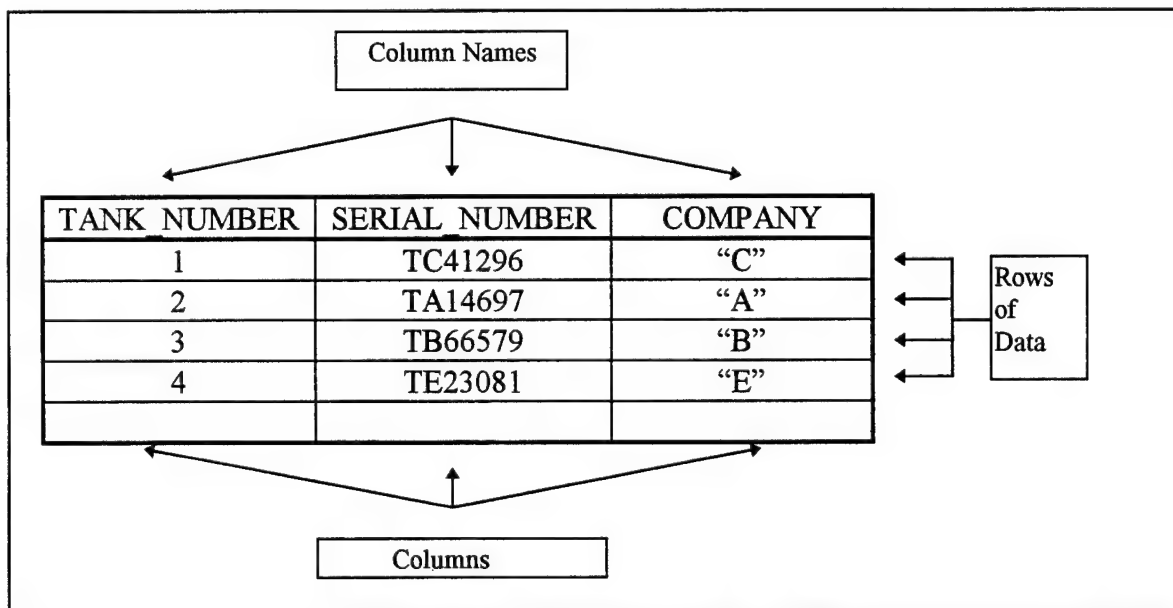 Column Names
TANK_NUMBER SERIAL_NUMBER COMPANY
1 TC41296 “C”
2 TA14697 “A”
3 TB66579 “B”
4 TE23081 “E”
Rows
of
Data
Columns